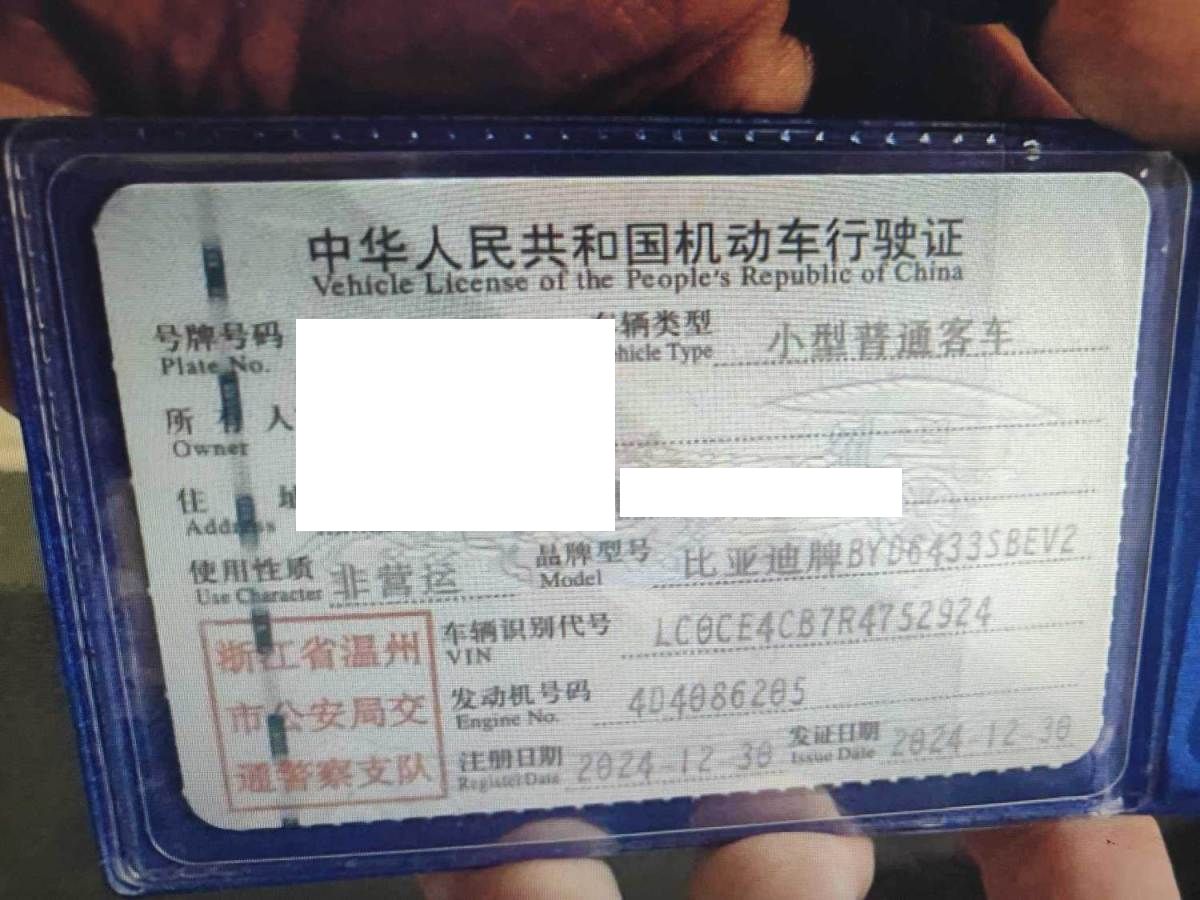 中华人民共和国机动车行驶证
Vehicle License of the People's Republic of China
号牌号码 车辆类型 小型普通客车
Plate No. Vehicle Type
所有人
Owner
住址
Address
使用性质 非营运 品牌型号 比亚迪牌BYD6433SBEV2
Use Character Model
浙江省温州
市公安局交
通警察支队
车辆识别代号 LC0CE4CB7R4752924
VIN
发动机号码 4D4086205
Engine No.
注册日期 2024-12-30 发证日期 2024-12-30
Register Date Issue Date